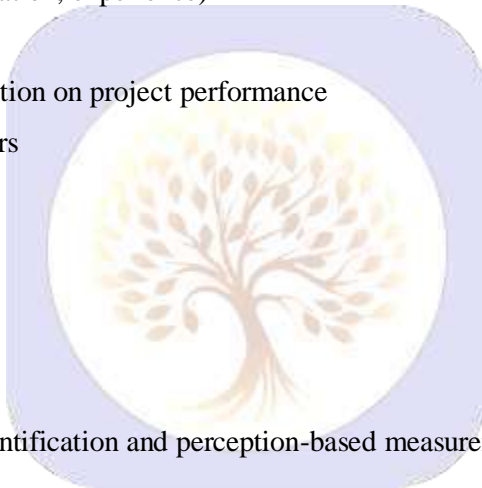 tion on project performance
rs
ntification and perception-based measure